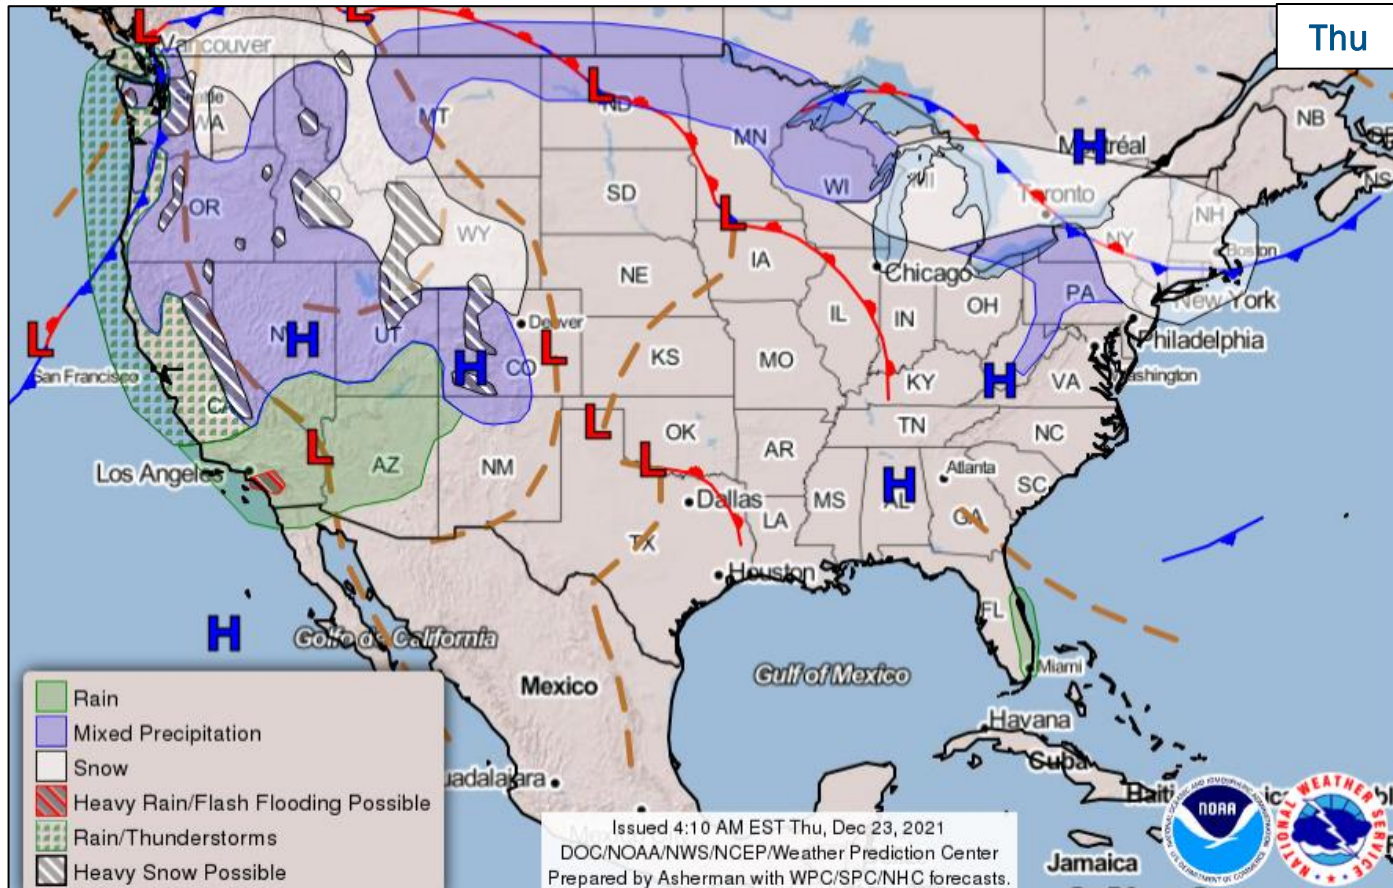 Thu
L
L
Vancouver
WA
MT
L
ND
MN
H
Montréal
NB
NS
OR
ID
SD
WI
MI
Toronto
NH
L
WY
NY
Boston
IA
Chicago
NE
OH
PA
New York
L
San Francisco
H
UT
Denver
L
H
CO
KS
MO
IL
IN
Philadelphia
H
KY
VA
Washington
CA
L
L
OK
TN
NC
Los Angeles
AZ
NM
L
AR
Atlanta
Dallas
MS
H
AL
SC
LA
GA
TX
Houston
FL
H
Golfo de California
Miami
Mexico
Gulf of Mexico
Havana
Cuba
Jamaica
Rain
Mixed Precipitation
Snow
Heavy Rain/Flash Flooding Possible
Rain/Thunderstorms
Heavy Snow Possible
Issued 4:10 AM EST Thu, Dec 23, 2021
DOC/NOAA/NWS/NCEP/Weather Prediction Center
Prepared by Asherman with WPC/SPC/NHC forecasts.
NOAA
NATIONAL WEATHER SERVICE